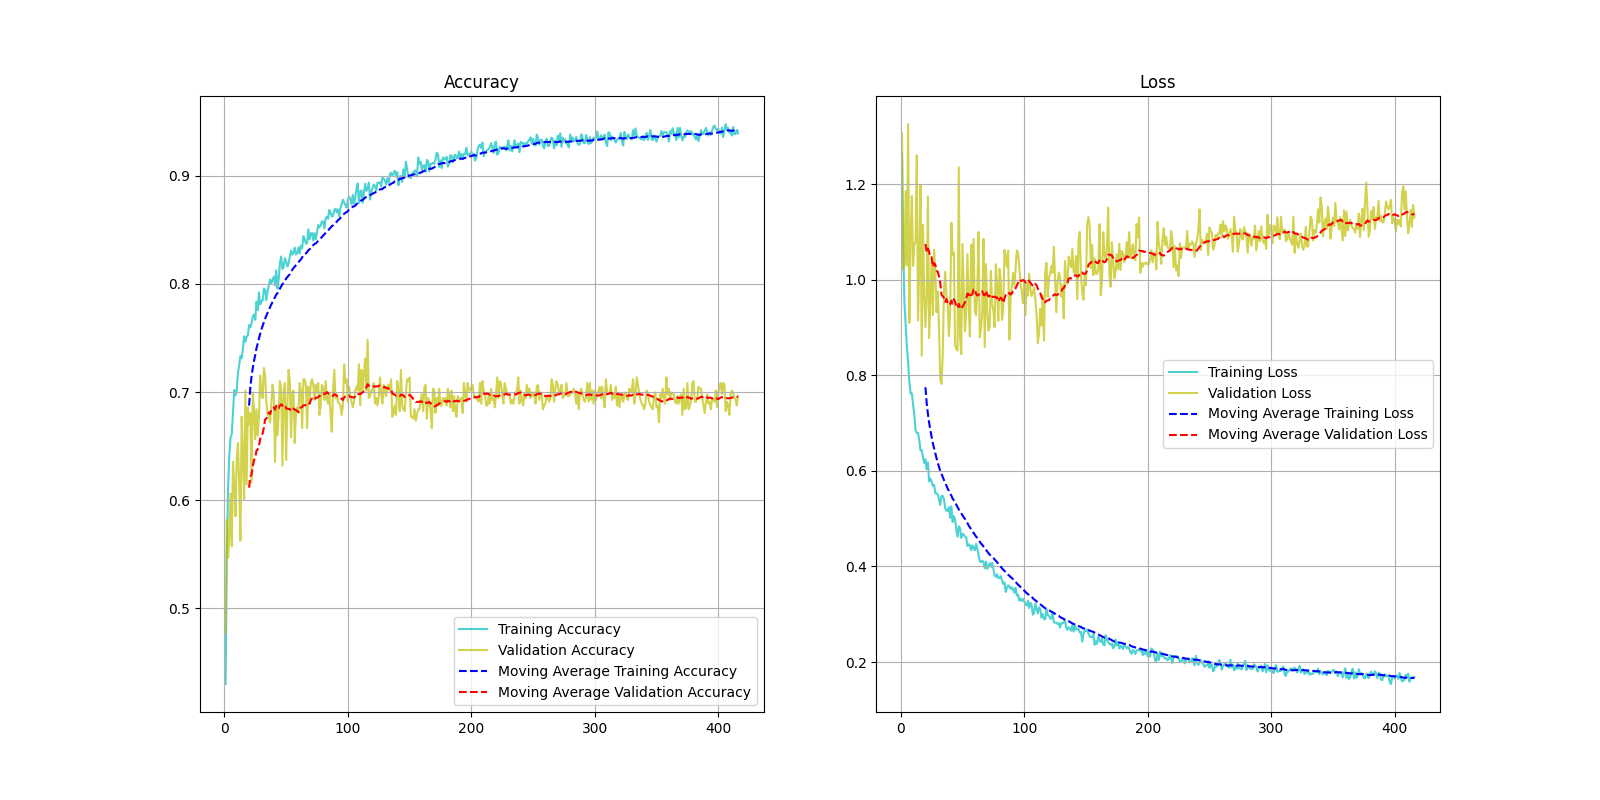 Accuracy
0.9
0.8
0.7
0.6
0.5
0 100 200 300 400
Training Accuracy
Validation Accuracy
Moving Average Training Accuracy
Moving Average Validation Accuracy
Loss
1.2
1.0
0.8
0.6
0.4
0.2
0 100 200 300 400
Training Loss
Validation Loss
Moving Average Training Loss
Moving Average Validation Loss